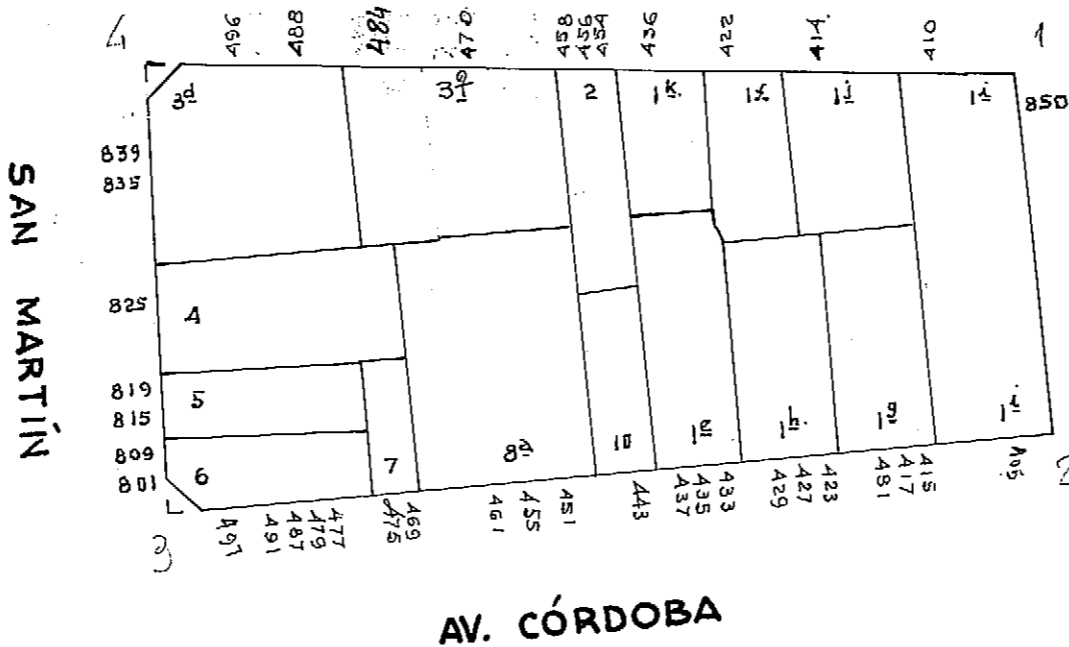 4 496 488 484 470 458 456 454 436 422 414 410 1
3d 3f 2 1k. 1j 1i 850
839
835
SAN MARTÍN
825 4
819 5
815
809 6 7 8a 10 1e 1h. 1g 1i
801
3 497 491 487 479 477 475 469 461 455 451 443 437 435 433 429 427 423 417 415 405
AV. CÓRDOBA